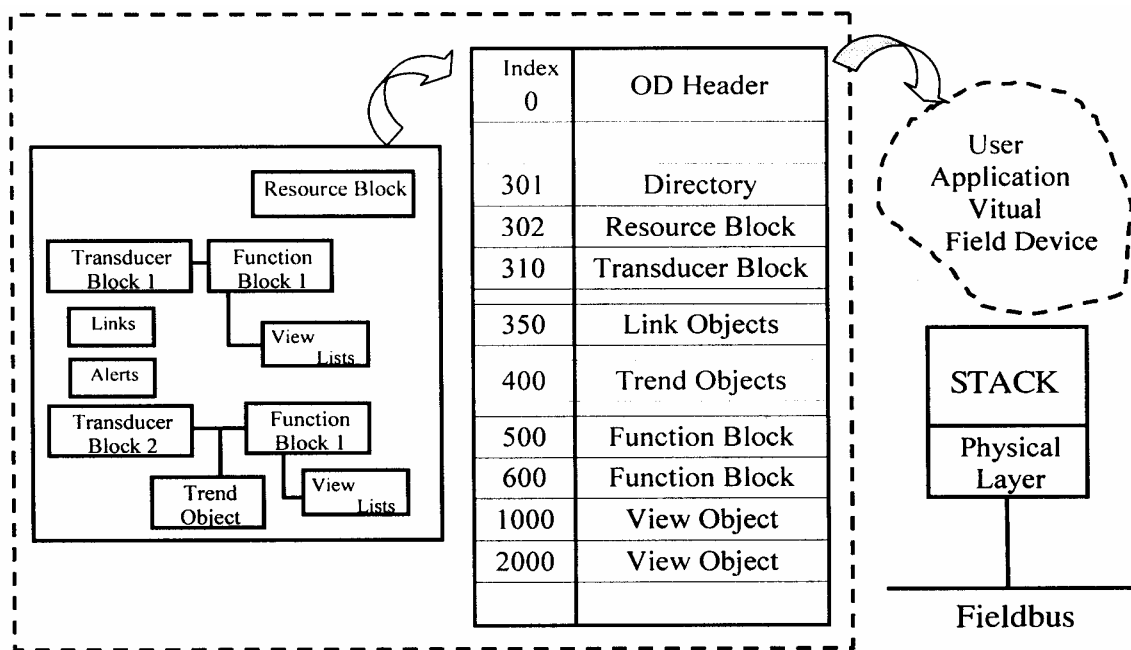 Resource Block
Transducer
Block 1
Function
Block 1
Links
View
Lists
Alerts
Transducer
Block 2
Function
Block 1
Trend
Object
View
Lists
Index
0
OD Header
301
Directory
302
Resource Block
310
Transducer Block
350
Link Objects
400
Trend Objects
500
Function Block
600
Function Block
1000
View Object
2000
View Object
User
Application
Vitual
Field Device
STACK
Physical
Layer
Fieldbus